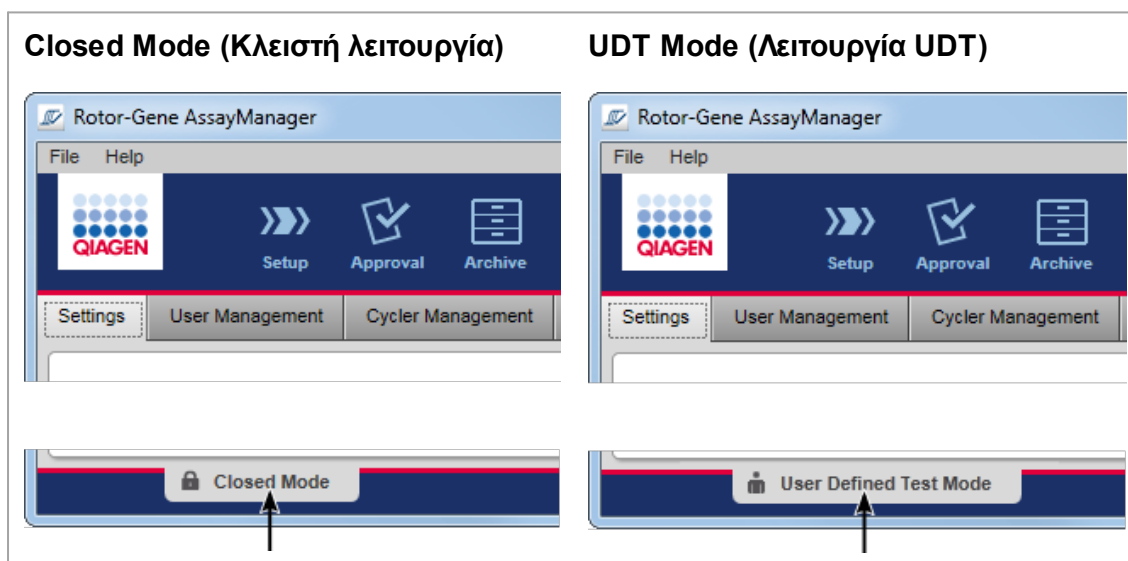 Closed Mode (Κλειστή λειτουργία)
Rotor-Gene AssayManager
File Help
QIAGEN
Setup Approval Archive
Settings User Management Cycler Management
Closed Mode
UDT Mode (Λειτουργία UDT)
Rotor-Gene AssayManager
File Help
QIAGEN
Setup Approval Archive
Settings User Management Cycler Management
User Defined Test Mode